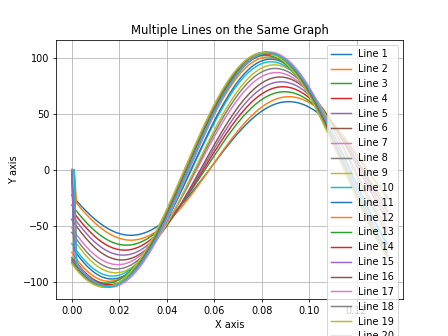 Multiple Lines on the Same Graph
Y axis
100
50
0
−50
−100
0.00
0.02
0.04
0.06
0.08
0.10
X axis
Line 1
Line 2
Line 3
Line 4
Line 5
Line 6
Line 7
Line 8
Line 9
Line 10
Line 11
Line 12
Line 13
Line 14
Line 15
Line 16
Line 17
Line 18
Line 19
Line 20